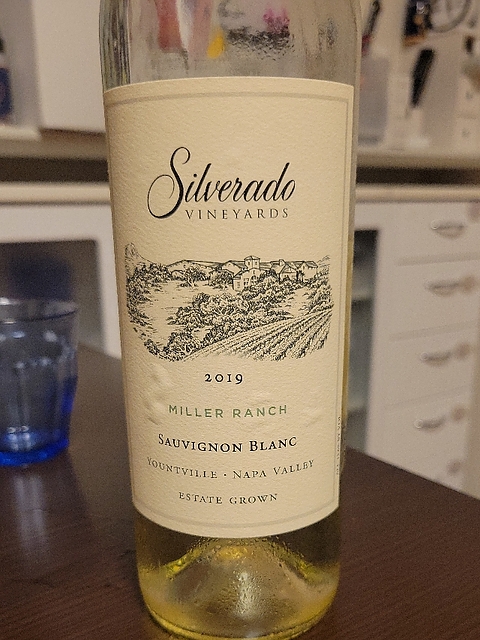 Silverado
VINEYARDS
2019
MILLER RANCH
SAUVIGNON BLANC
YOUNTVILLE • NAPA VALLEY
ESTATE GROWN